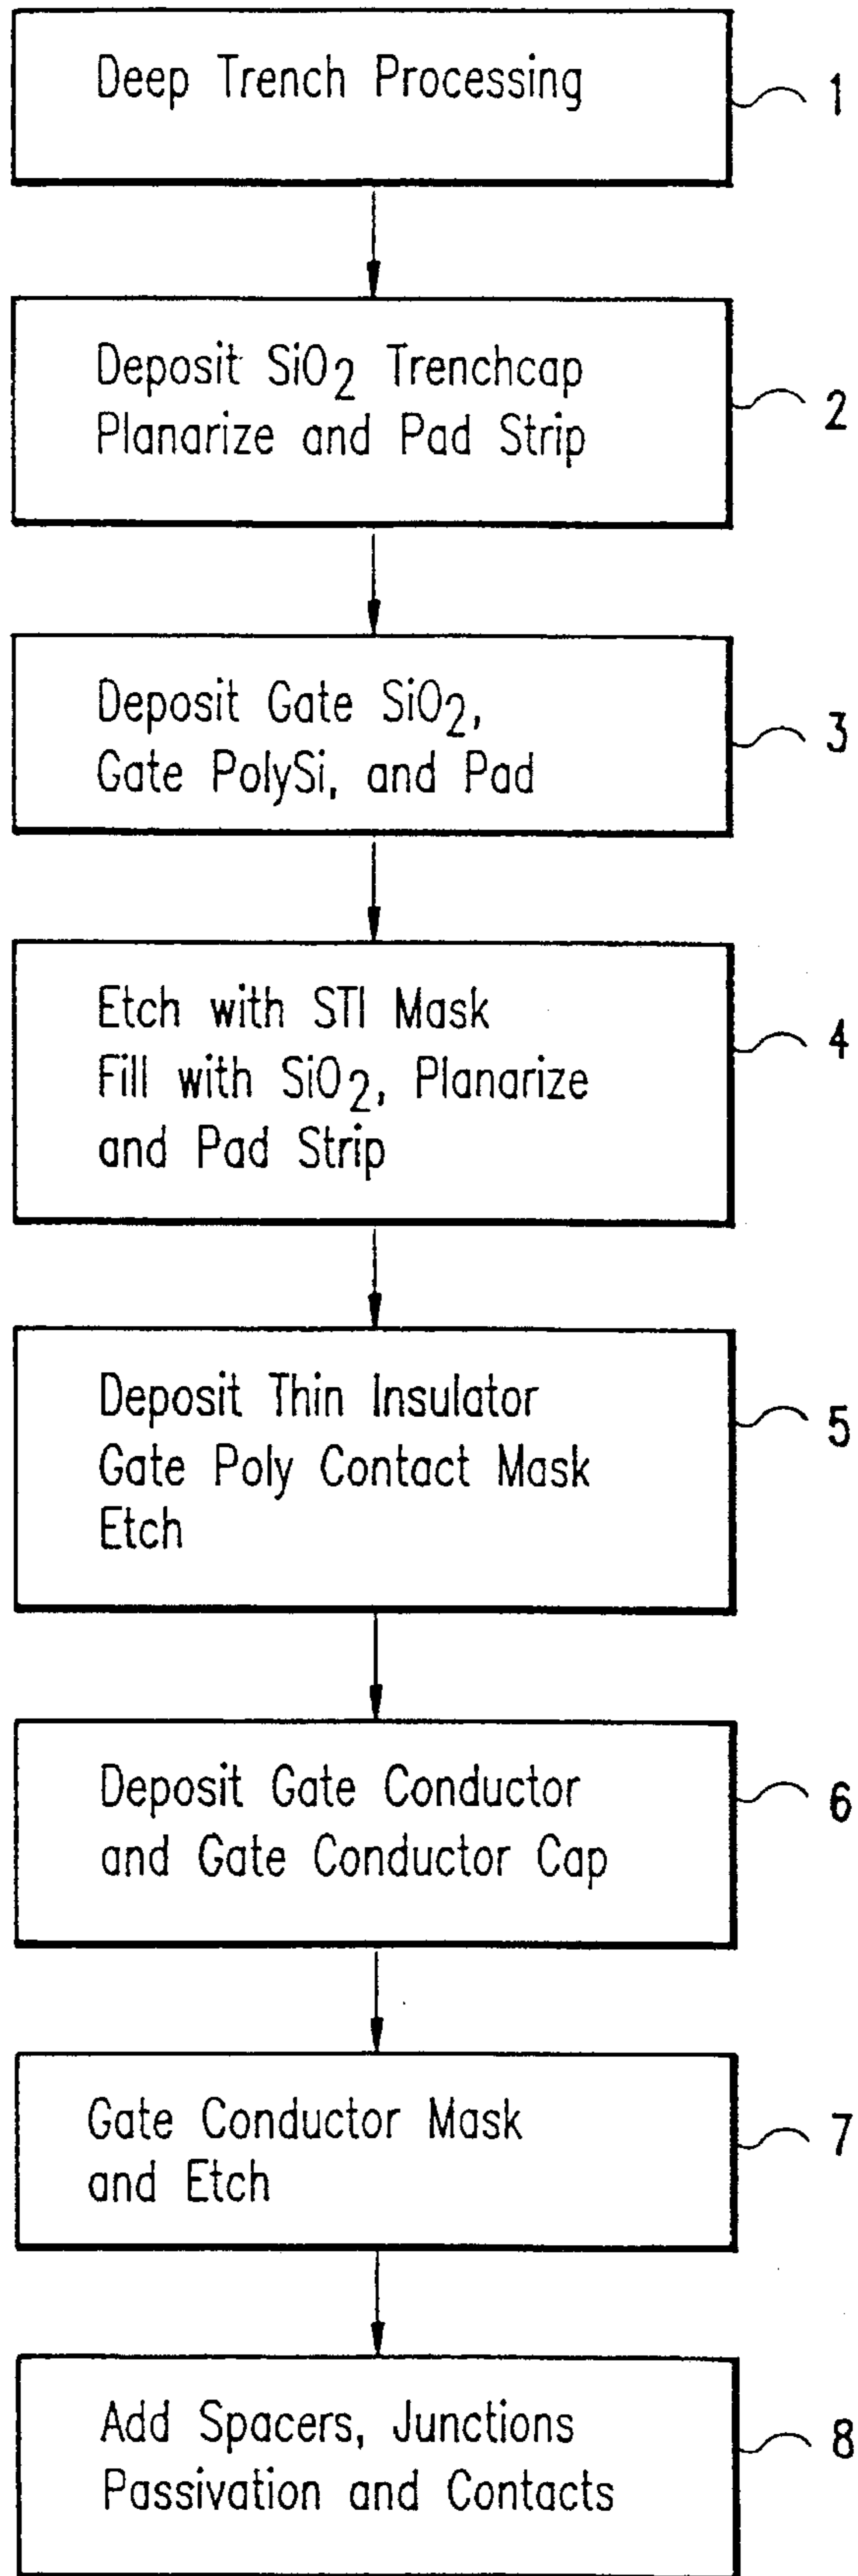 Deep Trench Processing
1
Deposit SiO2 Trenchcap
Planarize and Pad Strip
2
Deposit Gate SiO2,
Gate PolySi, and Pad
3
Etch with STI Mask
Fill with SiO2, Planarize
and Pad Strip
4
Deposit Thin Insulator
Gate Poly Contact Mask
Etch
5
Deposit Gate Conductor
and Gate Conductor Cap
6
Gate Conductor Mask
and Etch
7
Add Spacers, Junctions
Passivation and Contacts
8